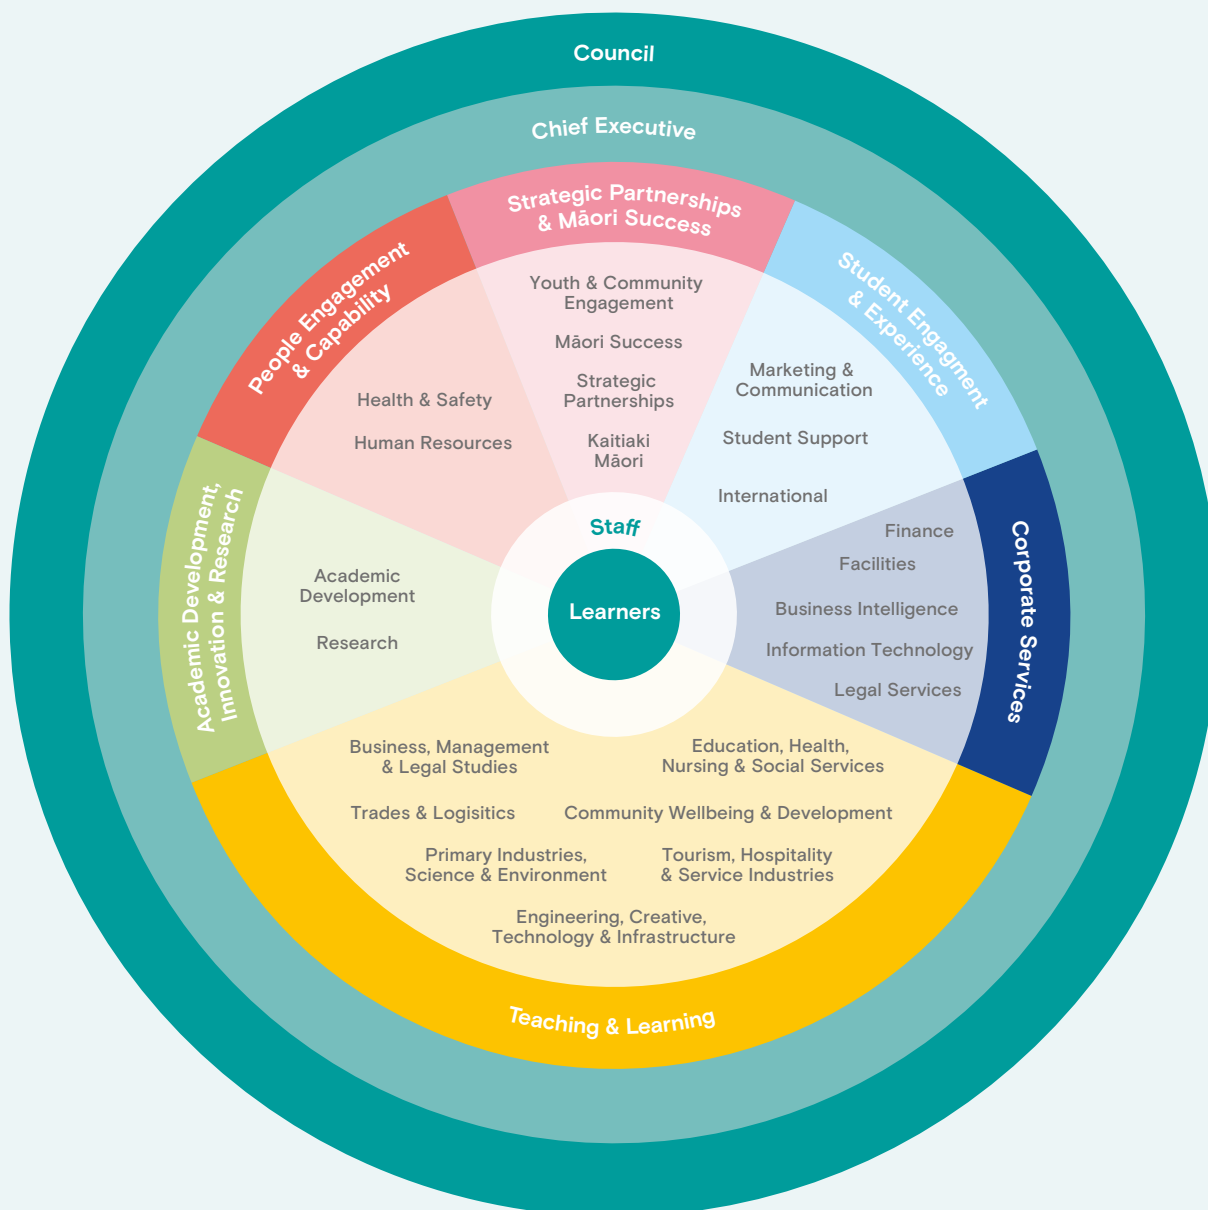 Council
Chief Executive
Strategic Partnerships
& Māori Success
Youth & Community
Engagement
Māori Success
Strategic
Partnerships
Kaitiaki
Māori
Student Engagment
& Experience
Marketing &
Communication
Student Support
International
Corporate Services
Finance
Facilities
Business Intelligence
Information Technology
Legal Services
Teaching & Learning
Business, Management
& Legal Studies
Education, Health,
Nursing & Social Services
Trades & Logisitics
Community Wellbeing & Development
Primary Industries,
Science & Environment
Tourism, Hospitality
& Service Industries
Engineering, Creative,
Technology & Infrastructure
Academic Development,
Innovation & Research
Academic
Development
Research
People Engagement
& Capability
Health & Safety
Human Resources
Staff
Learners